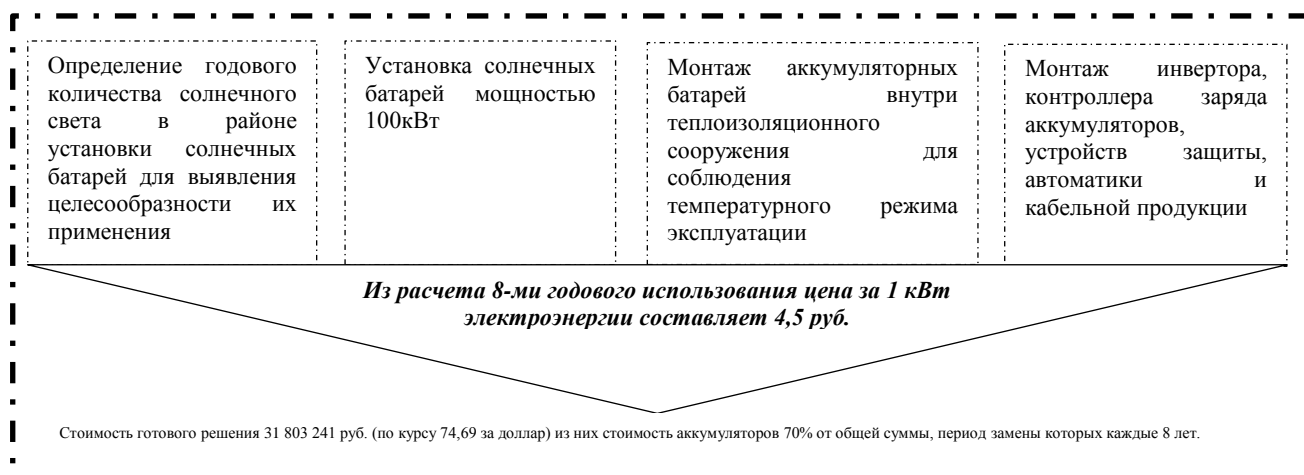 Определение годового
количества солнечного
света в районе
установки солнечных
батарей для выявления
целесообразности их
применения
Установка солнечных
батарей мощностью
100кВт
Монтаж аккумуляторных
батарей внутри
теплоизоляционного
сооружения для
соблюдения
температурного режима
эксплуатации
Монтаж инвертора,
контроллера заряда
аккумуляторов,
устройств защиты,
автоматики и
кабельной продукции
Из расчета 8-ми годового использования цена за 1 кВт
электроэнергии составляет 4,5 руб.
Стоимость готового решения 31 803 241 руб. (по курсу 74,69 за доллар) из них стоимость аккумуляторов 70% от общей суммы, период замены которых каждые 8 лет.